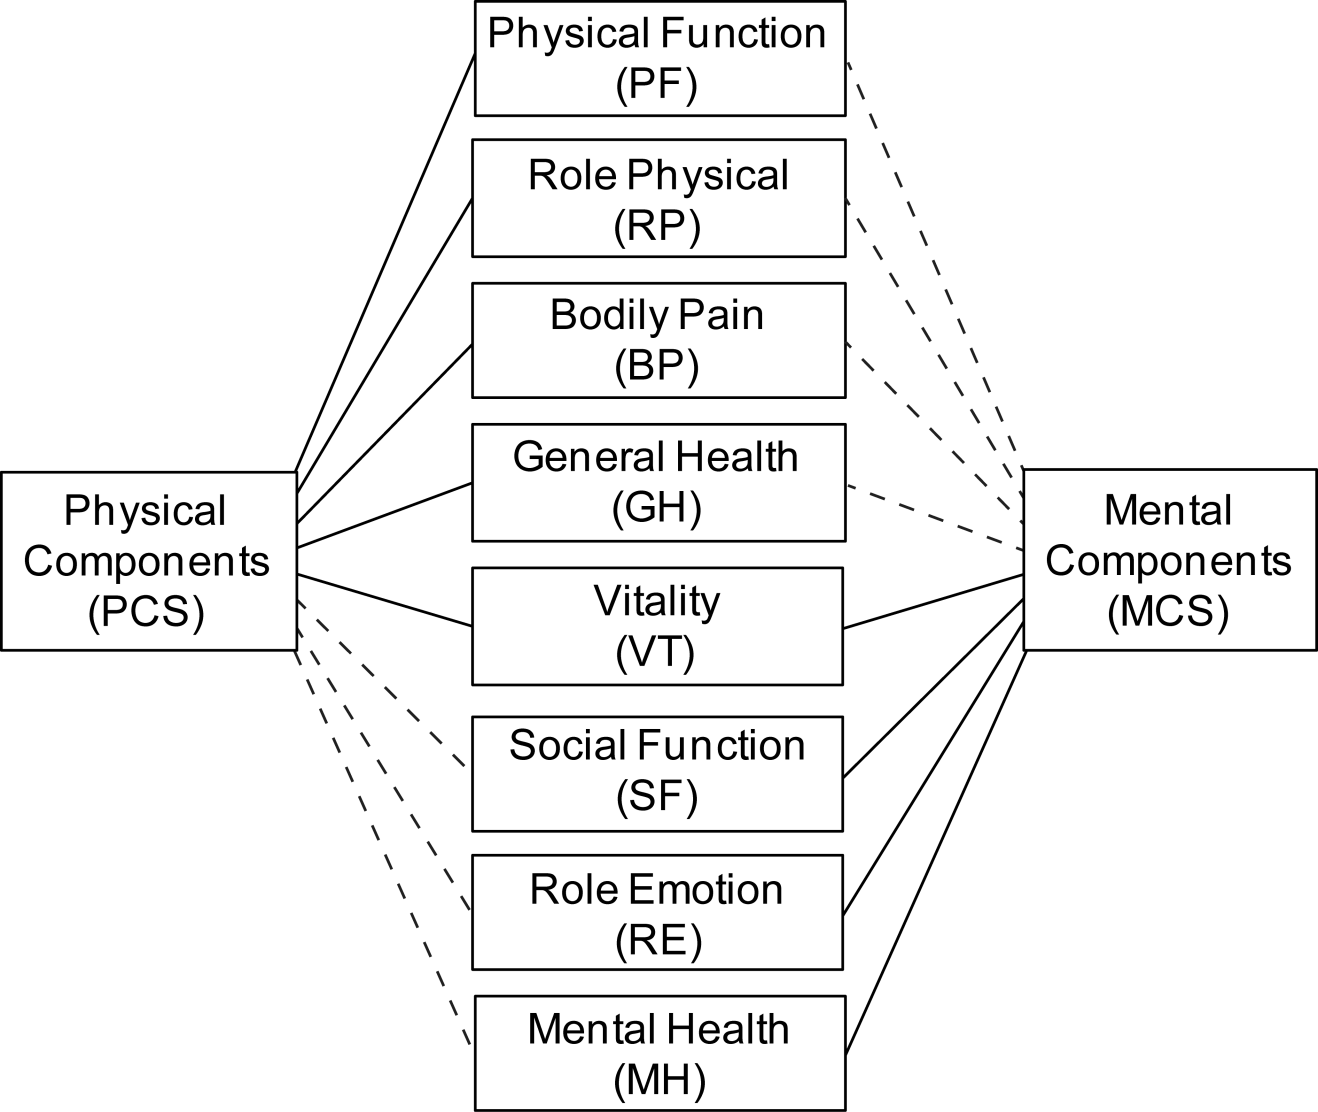 Physical Function
(PF)
Role Physical
(RP)
Bodily Pain
(BP)
General Health
(GH)
Physical
Components
(PCS)
Mental
Components
(MCS)
Vitality
(VT)
Social Function
(SF)
Role Emotion
(RE)
Mental Health
(MH)